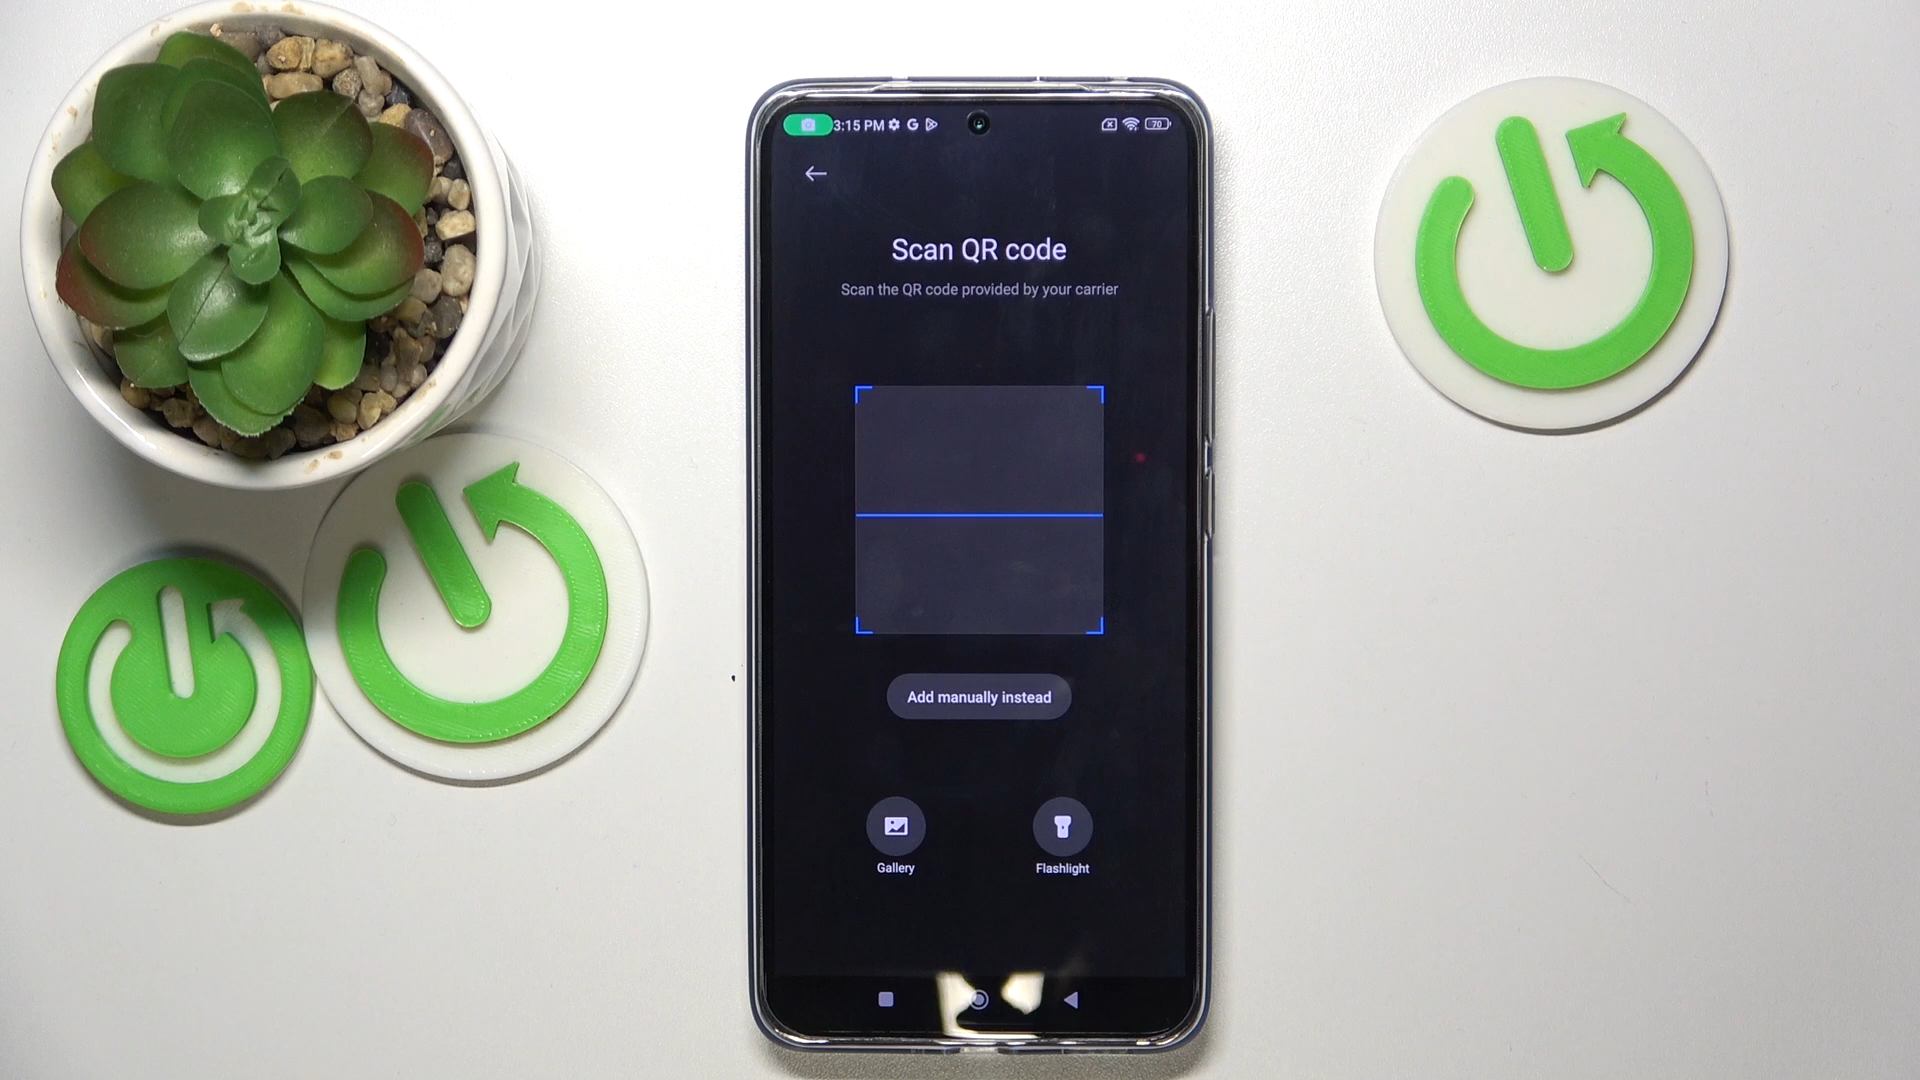 3:15 PM G 70
Scan QR code
Scan the QR code provided by your carrier
Add manually instead
Gallery Flashlight